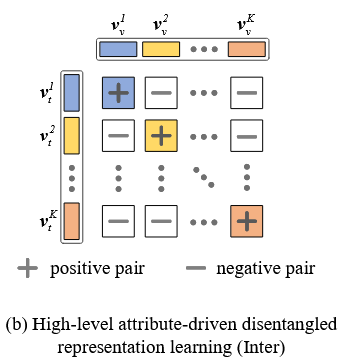 v_v^1 v_v^2 v_v^K
v_t^1
v_t^2
v_t^K
+ positive pair − negative pair
(b) High-level attribute-driven disentangled
representation learning (Inter)